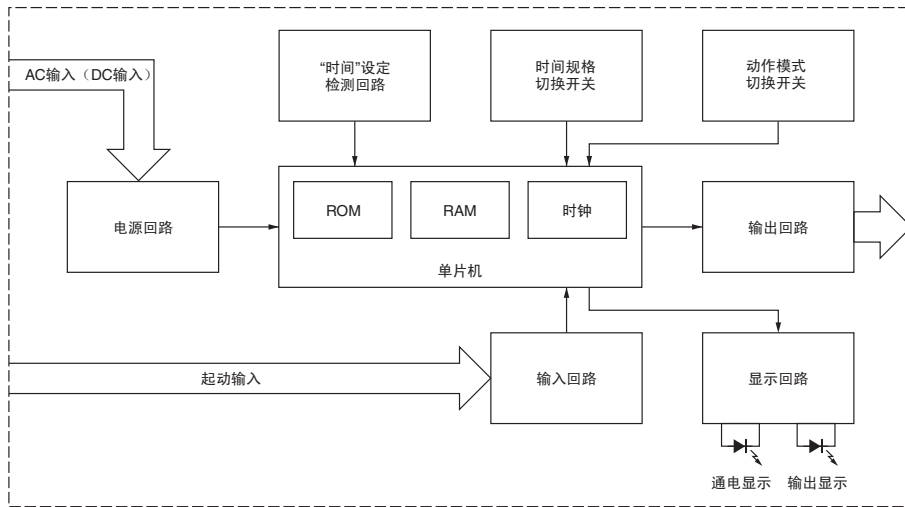 AC输入（DC输入）
“时间”设定
检测回路
时间规格
切换开关
动作模式
切换开关
电源回路
ROM
RAM
时钟
单片机
输出回路
起动输入
输入回路
显示回路
通电显示
输出显示